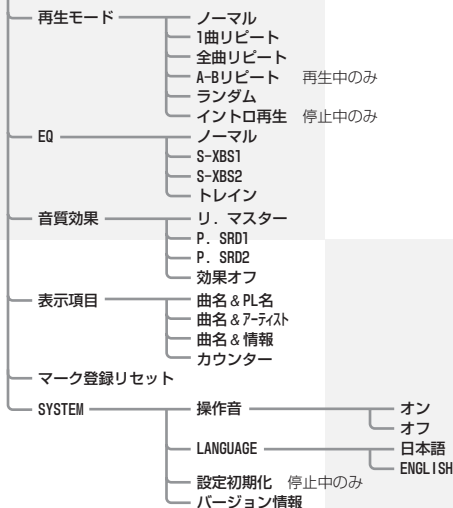 再生モード ノーマル
1曲リピート
全曲リピート
A-Bリピート 再生中のみ
ランダム
イントロ再生 停止中のみ
EQ ノーマル
S-XBS1
S-XBS2
トレイン
音質効果 リ．マスター
P. SRD1
P. SRD2
効果オフ
表示項目 曲名＆PL名
曲名＆アーティスト
曲名＆情報
カウンター
マーク登録リセット
SYSTEM 操作音 オン
オフ
LANGUAGE 日本語
ENGLISH
設定初期化 停止中のみ
バージョン情報